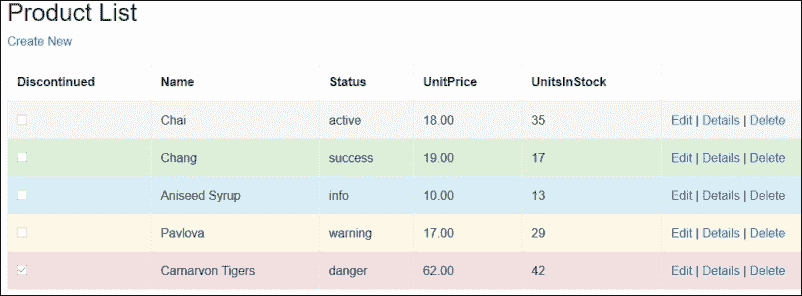 Product List
Create New
Discontinued Name Status UnitPrice UnitsInStock
Chai active 18.00 35 Edit | Details | Delete
Chang success 19.00 17 Edit | Details | Delete
Aniseed Syrup info 10.00 13 Edit | Details | Delete
Pavlova warning 17.00 29 Edit | Details | Delete
Carnarvon Tigers danger 62.00 42 Edit | Details | Delete